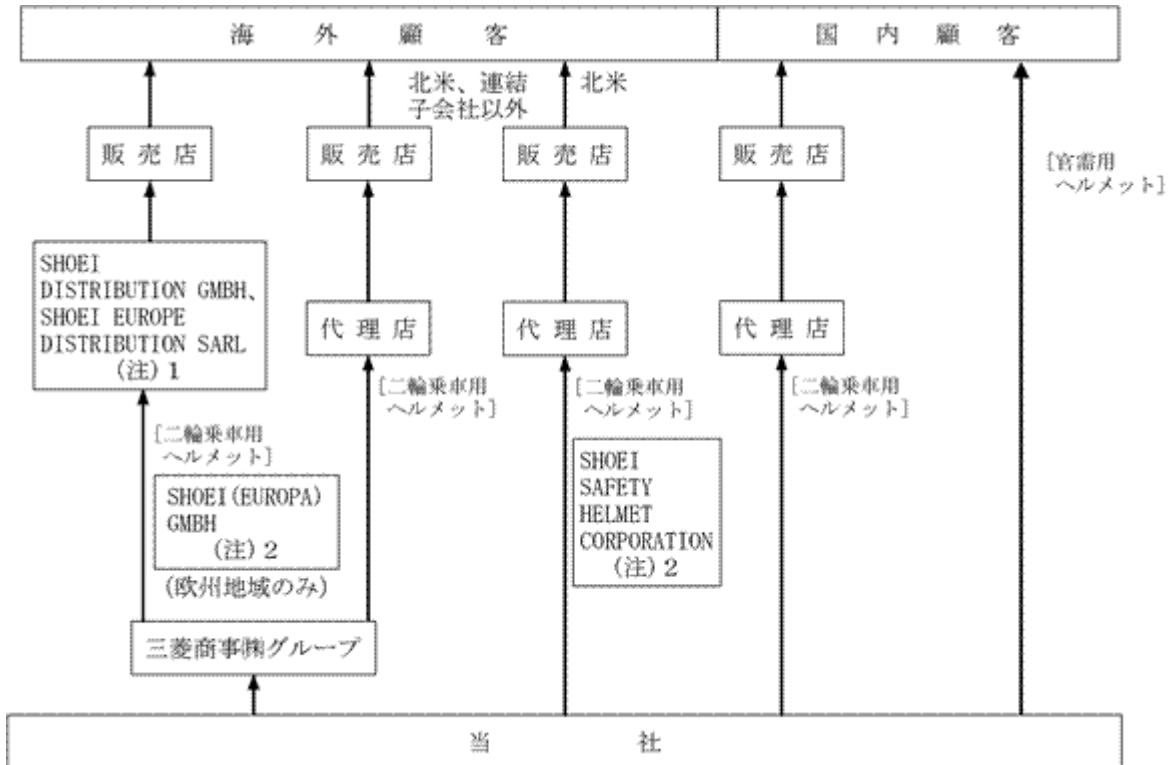 海外顧客
国内顧客
北米、連結
子会社以外
北米
販売店
販売店
販売店
販売店
[官需用
ヘルメット]
SHOEI
DISTRIBUTION GMBH、
SHOEI EUROPE
DISTRIBUTION SARL
(注)1
代理店
代理店
代理店
[二輪乗車用
ヘルメット]
[二輪乗車用
ヘルメット]
[二輪乗車用
ヘルメット]
[二輪乗車用
ヘルメット]
SHOEI(EUROPA)
GMBH
(注)2
(欧州地域のみ)
SHOEI
SAFETY
HELMET
CORPORATION
(注)2
三菱商事㈱グループ
当社